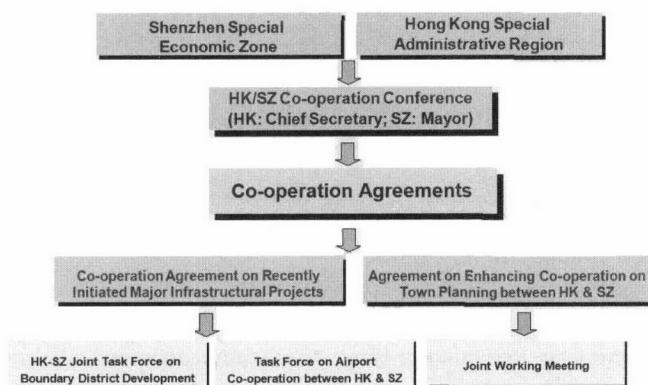 Shenzhen Special
Economic Zone
Hong Kong Special
Administrative Region
HK/SZ Co-operation Conference
(HK: Chief Secretary; SZ: Mayor)
Co-operation Agreements
Co-operation Agreement on Recently
Initiated Major Infrastructural Projects
Agreement on Enhancing Co-operation on
Town Planning between HK & SZ
HK-SZ Joint Task Force on
Boundary District Development
Task Force on Airport
Co-operation between HK & SZ
Joint Working Meeting